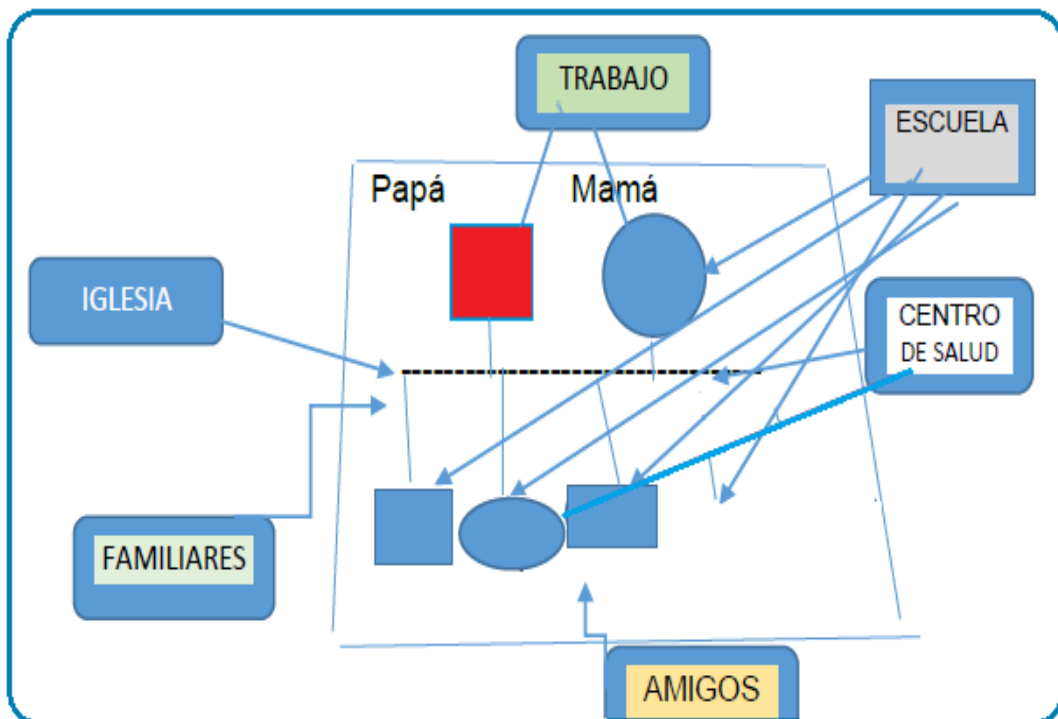 TRABAJO
ESCUELA
Papá
Mamá
IGLESIA
CENTRO
DE SALUD
FAMILIARES
AMIGOS